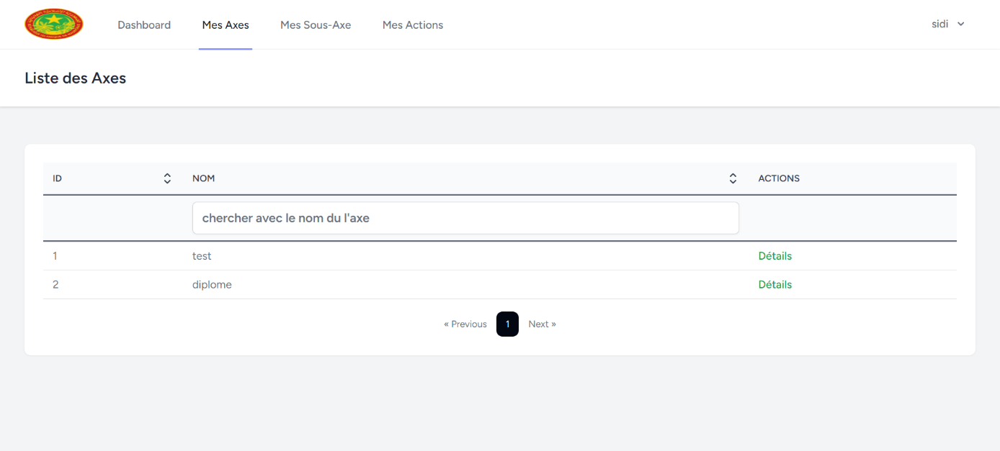 Dashboard Mes Axes Mes Sous-Axe Mes Actions sidi
Liste des Axes
ID NOM ACTIONS
chercher avec le nom du l'axe
1 test Détails
2 diplome Détails
« Previous 1 Next »